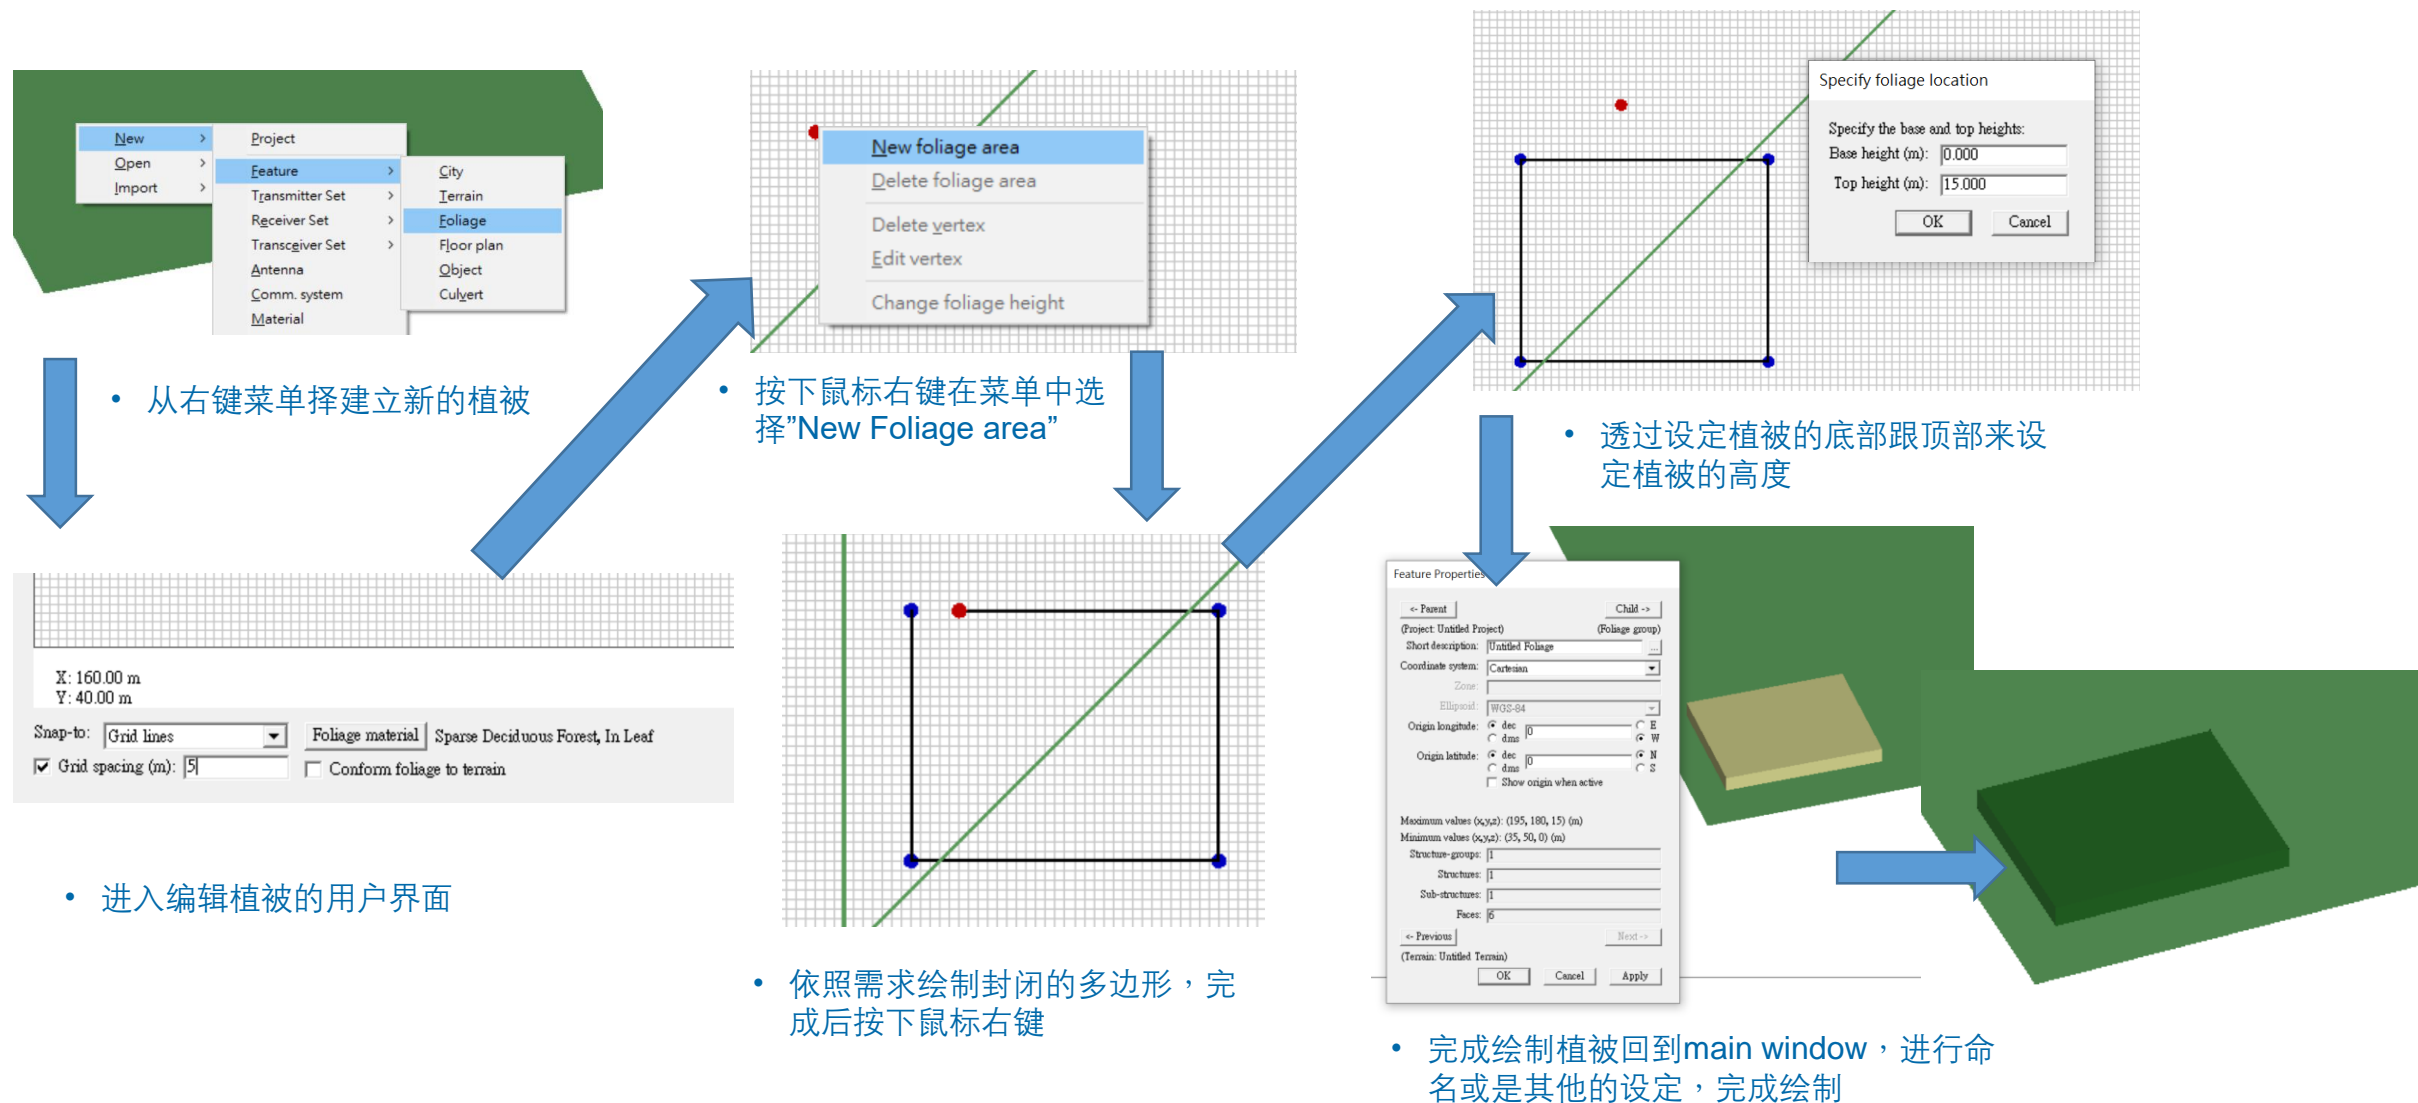 New
Open
Import
Project
Feature
Transmitter Set
Receiver Set
Transceiver Set
Antenna
Comm. system
Material
City
Terrain
Foliage
Floor plan
Object
Culvert
• 从右键菜单择建立新的植被
X: 160.00 m
Y: 40.00 m
Snap-to: Grid lines
Foliage material Sparse Deciduous Forest, In Leaf
Grid spacing (m): 5
Conform foliage to terrain
• 进入编辑植被的用户界面
New foliage area
Delete foliage area
Delete vertex
Edit vertex
Change foliage height
• 按下鼠标右键在菜单中选
择”New Foliage area”
• 依照需求绘制封闭的多边形，完
成后按下鼠标右键
Specify foliage location
Specify the base and top heights:
Base height (m): 0.000
Top height (m): 15.000
OK Cancel
• 透过设定植被的底部跟顶部来设
定植被的高度
Feature Propertie
<- Parent Child ->
(Project: Untitled Project) (Foliage group)
Short description: Untitled Foliage ...
Coordinate system: Cartesian
Zone:
Ellipsoid: WGS-84
Origin longitude: dec 0 E
dms W
Origin latitude: dec 0 N
dms S
Show origin when active
Maximum values (x,y,z): (195, 180, 15) (m)
Minimum values (x,y,z): (35, 50, 0) (m)
Structure-groups: 1
Structures: 1
Sub-structures: 1
Faces: 6
<- Previous Next ->
(Terrain: Untitled Terrain)
OK Cancel Apply
• 完成绘制植被回到main window，进行命
名或是其他的设定，完成绘制